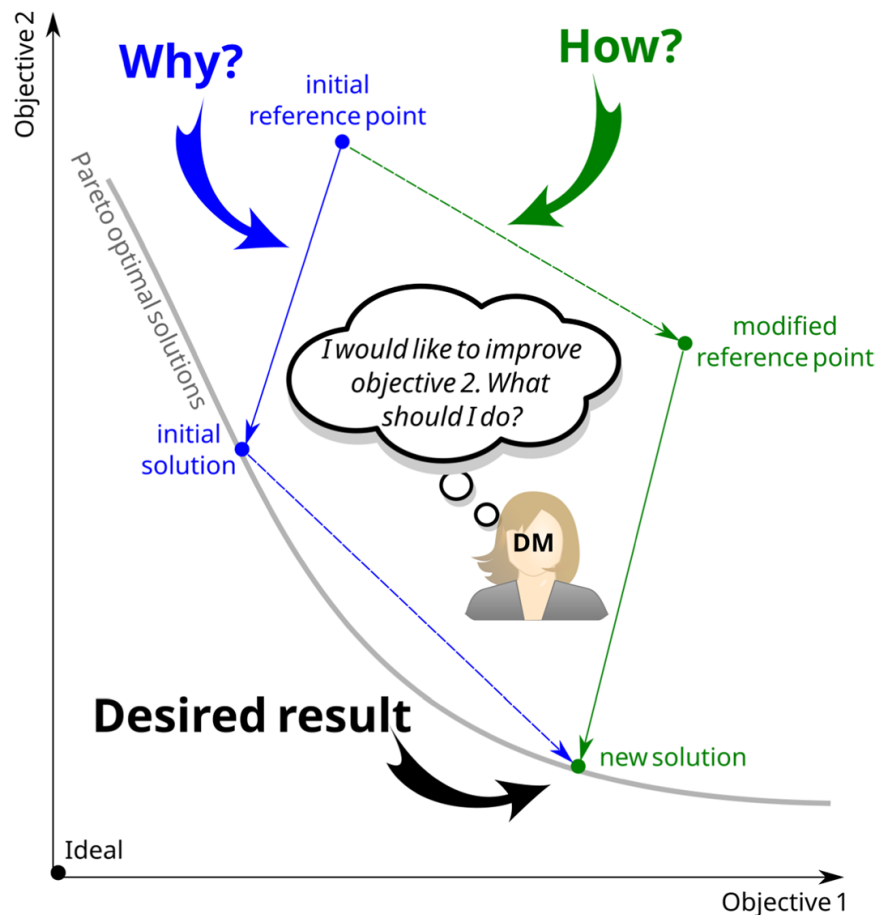 Objective 2
Why?
How?
initial
reference point
Pareto optimal solutions
modified
reference point
I would like to improve
objective 2. What
should I do?
initial
solution
DM
Desired result
new solution
Ideal
Objective 1